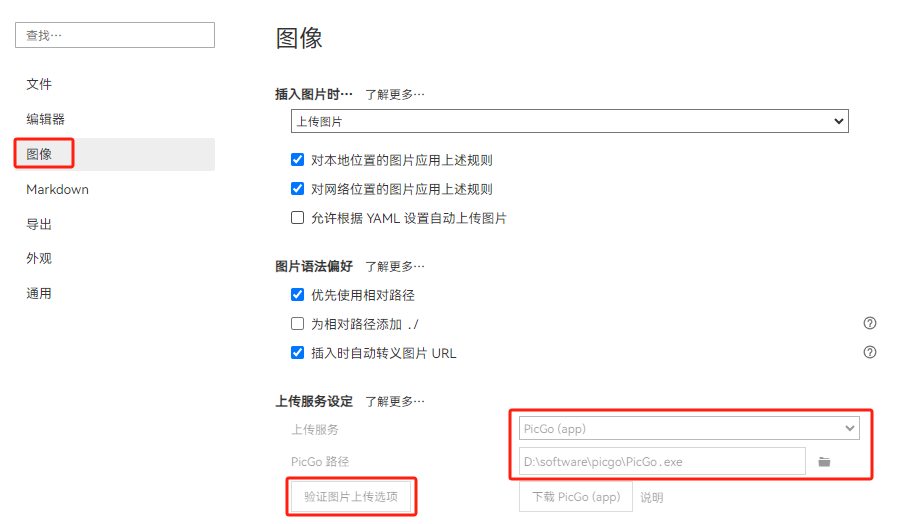 查找…
图像
文件
编辑器
图像
Markdown
导出
外观
通用
插入图片时… 了解更多…
上传图片
对本地位置的图片应用上述规则
对网络位置的图片应用上述规则
允许根据 YAML 设置自动上传图片
图片语法偏好 了解更多…
优先使用相对路径
为相对路径添加 ./
插入时自动转义图片 URL
上传服务设定 了解更多…
上传服务 PicGo (app)
PicGo 路径 D:\software\picgo\PicGo.exe
验证图片上传选项 下载 PicGo (app) 说明